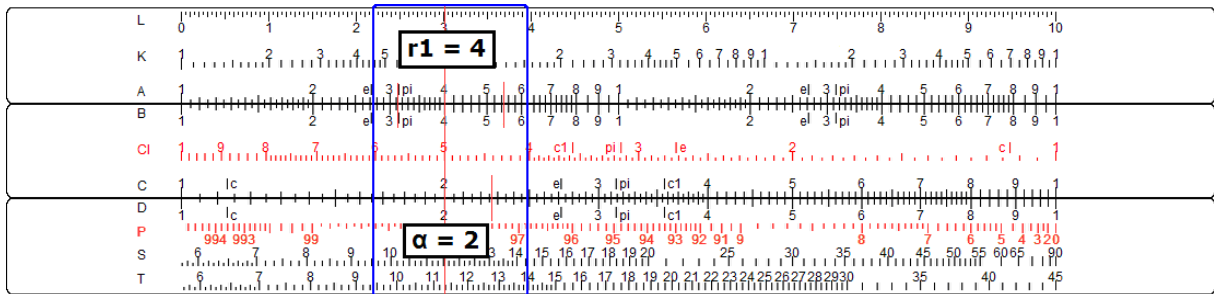 L 0 1 2 3 4 5 6 7 8 9 10
K 1 2 3 4 5 r1 = 4 2 3 4 5 6 7 8 9 1 2 3 4 5 6 7 8 9 1
A 1 2 e 3 pi 4 5 6 7 8 9 1 2 e 3 pi 4 5 6 7 8 9 1
B 1 2 e 3 pi 4 5 6 7 8 9 1 2 e 3 pi 4 5 6 7 8 9 1
CI 1 9 8 7 6 5 4 c1 pi 3 e 2 c 1
C 1 c 2 e 3 pi c1 4 5 6 7 8 9 1
D 1 c 2 e 3 pi c1 4 5 6 7 8 9 1
P 994 993 99 97 96 95 94 93 92 91 9 8 7 6 5 4 3 2 0
α = 2
S 6 7 8 9 10 3 14 15 16 17 18 19 20 25 30 35 40 45 50 55 60 65 90
T 6 7 8 9 10 11 12 13 14 15 16 17 18 19 20 21 22 23 24 25 26 27 28 29 30 35 40 45